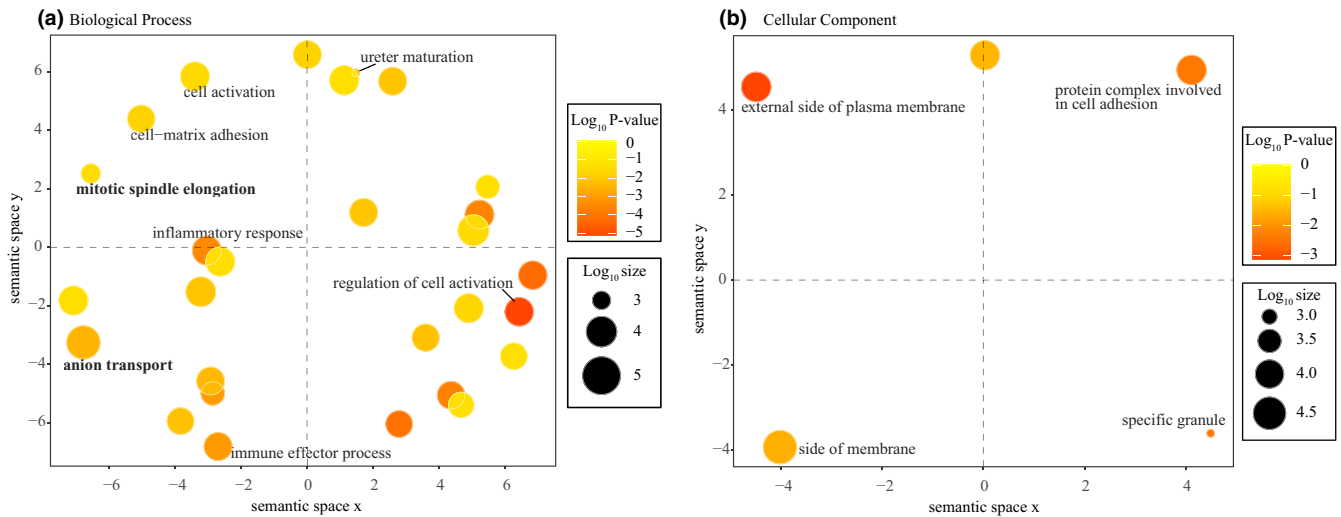 (a) Biological Process
ureter maturation
cell activation
cell−matrix adhesion
mitotic spindle elongation
inflammatory response
regulation of cell activation
anion transport
immune effector process
semantic space y
6
4
2
0
−2
−4
−6
−6
−4
−2
0
2
4
6
semantic space x
Log10 P-value
0
−1
−2
−3
−4
−5
Log10 size
3
4
5
(b) Cellular Component
external side of plasma membrane
protein complex involved
in cell adhesion
specific granule
side of membrane
semantic space y
4
2
0
−2
−4
−4
−2
0
2
4
semantic space x
Log10 P-value
0
−1
−2
−3
Log10 size
3.0
3.5
4.0
4.5